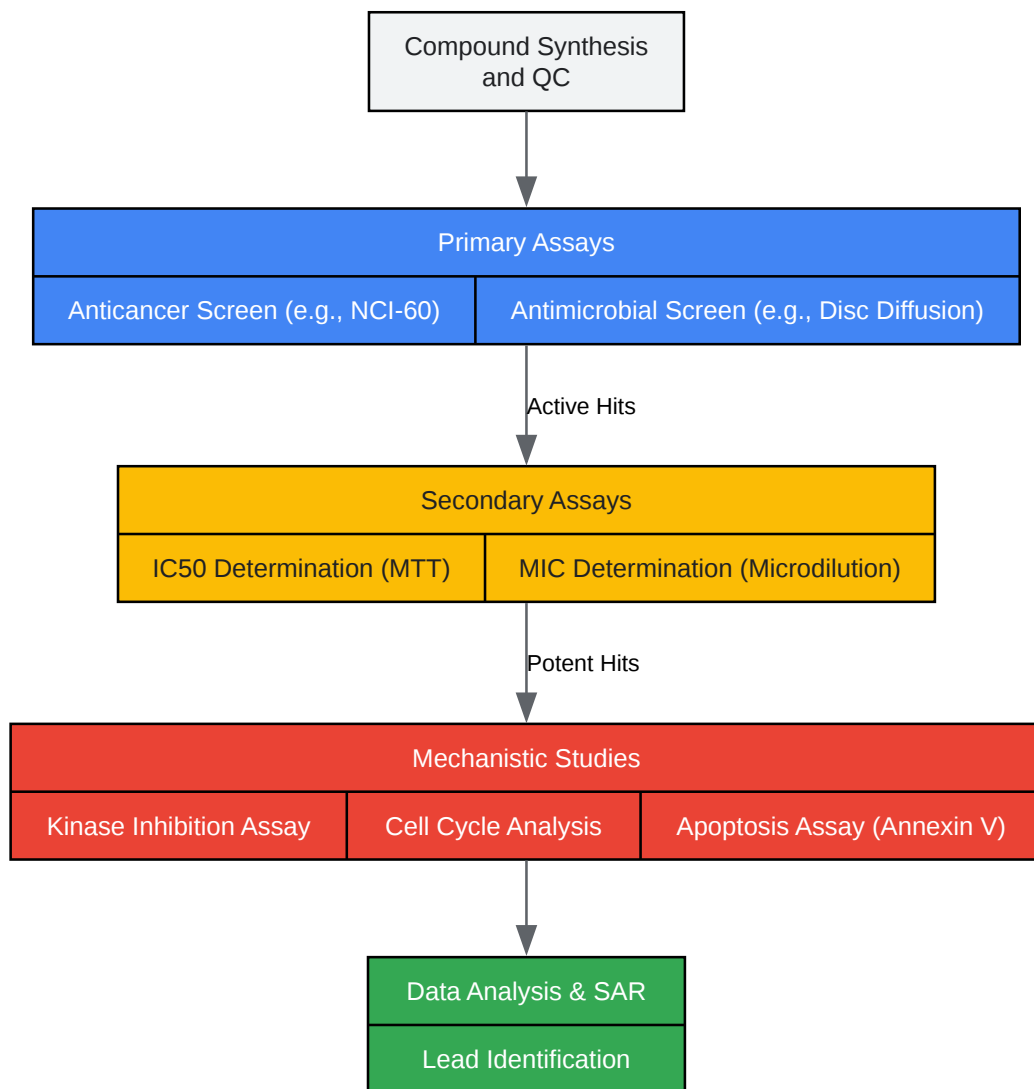 Compound Synthesis
and QC
Primary Assays
Anticancer Screen (e.g., NCI-60)
Antimicrobial Screen (e.g., Disc Diffusion)
Active Hits
Secondary Assays
IC50 Determination (MTT)
MIC Determination (Microdilution)
Potent Hits
Mechanistic Studies
Kinase Inhibition Assay
Cell Cycle Analysis
Apoptosis Assay (Annexin V)
Data Analysis & SAR
Lead Identification